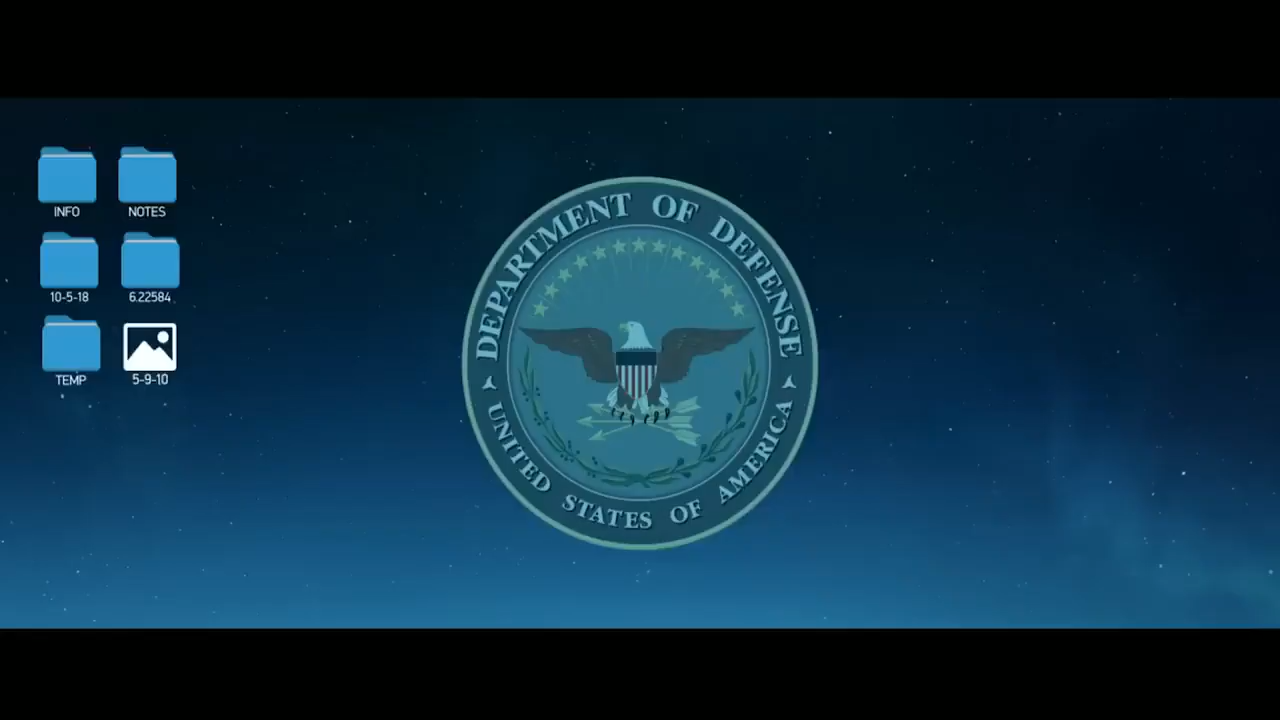 INFO NOTES
10-5-18 6.22584
TEMP 5-9-10
DEPARTMENT OF DEFENSE
UNITED STATES OF AMERICA